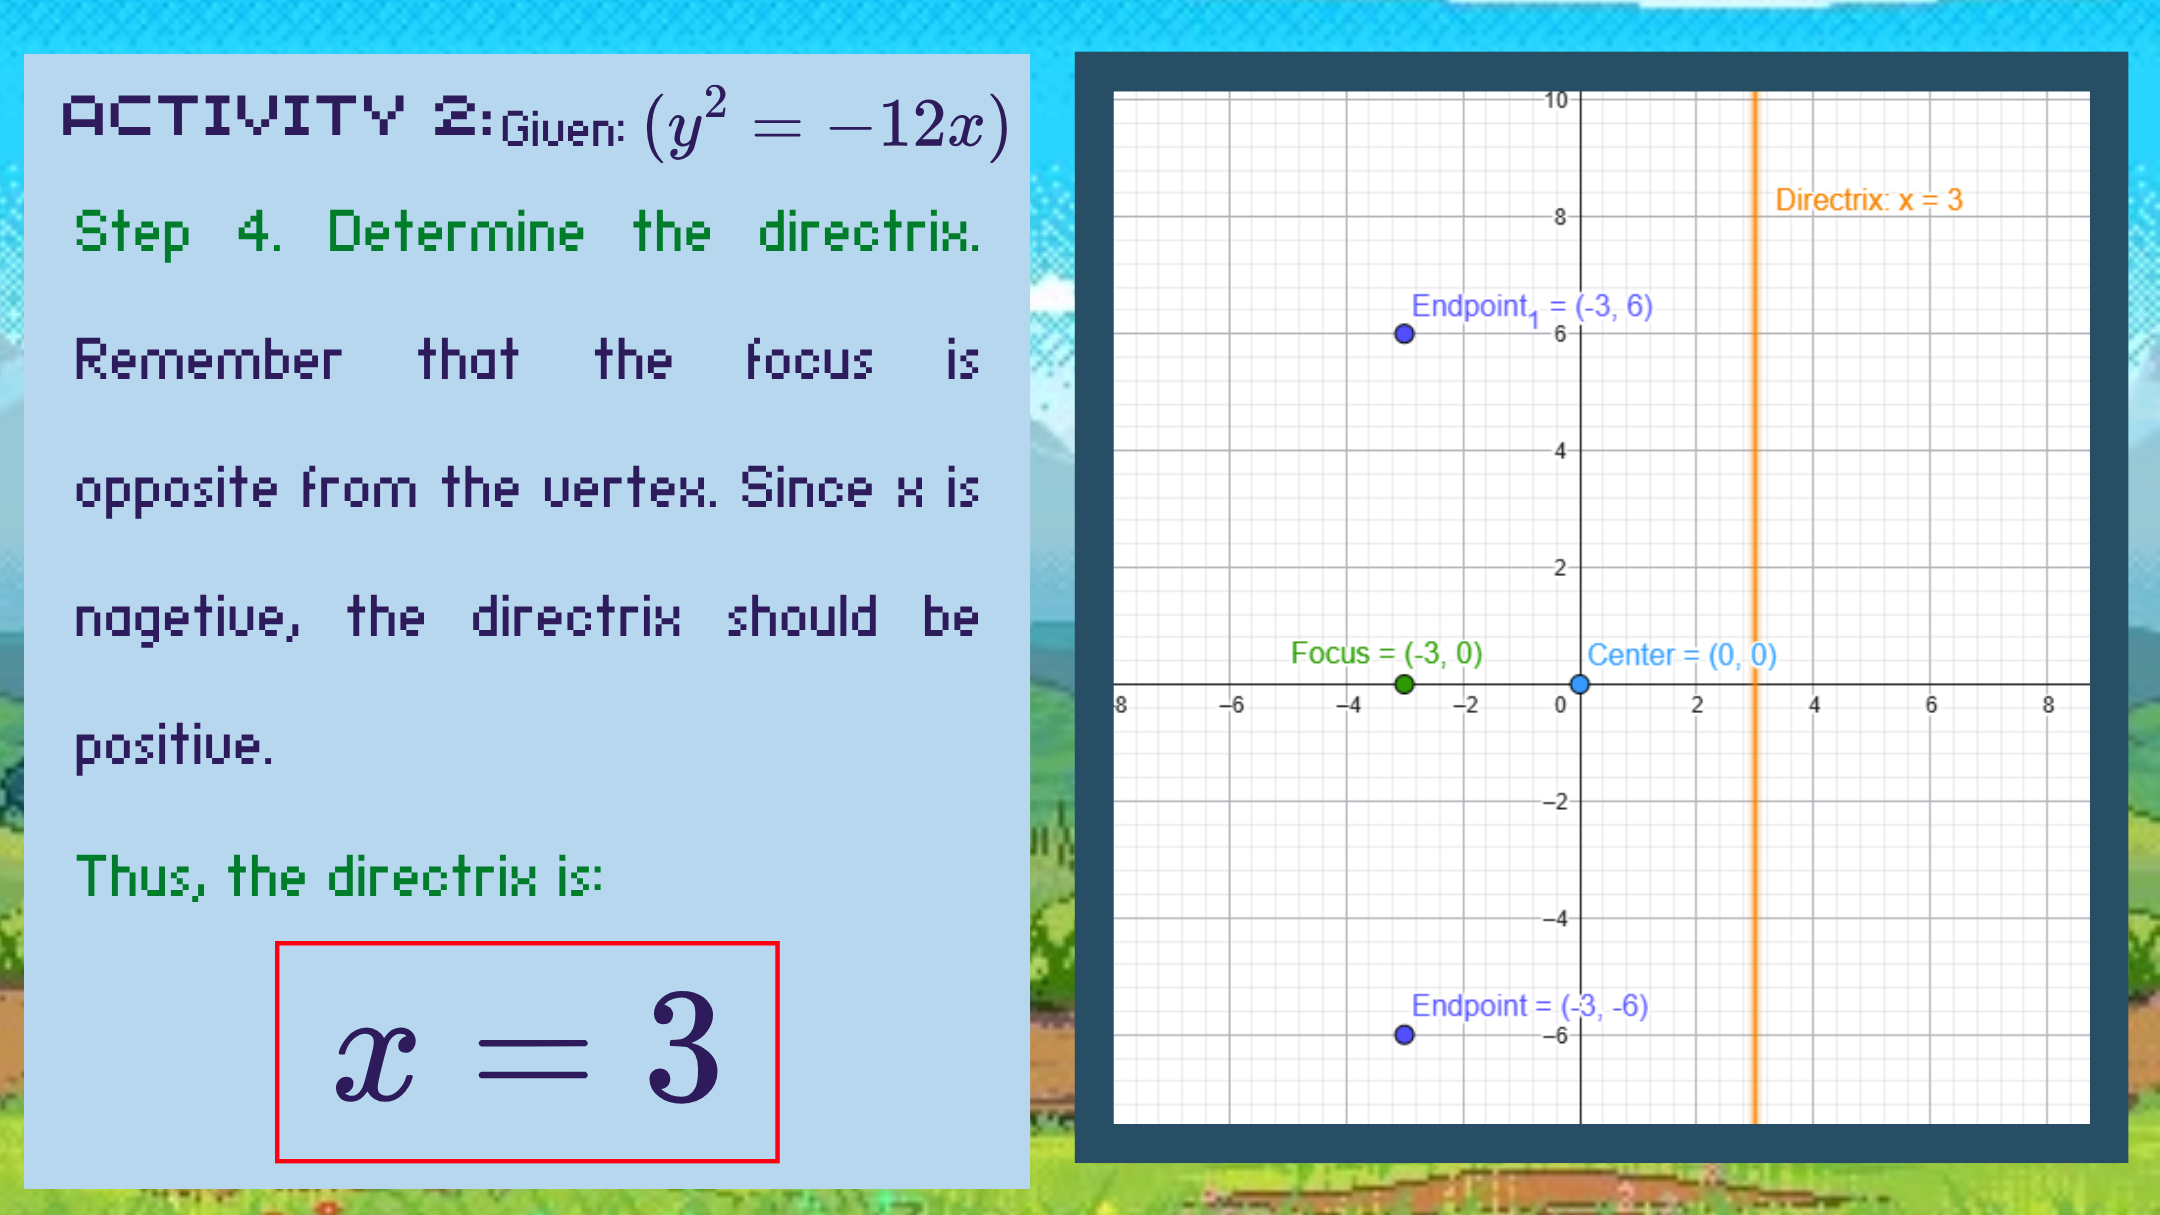 ACTIVITY 2: Given: (y² = −12x)
Step 4. Determine the directrix.
Remember that the focus is
opposite from the vertex. Since x is
nagetive, the directrix should be
positive.
Thus, the directrix is:
x = 3
10
Directrix: x = 3
8
Endpoint₁ = (-3, 6)
6
4
2
Focus = (-3, 0)
Center = (0, 0)
8 −6 −4 −2 0 2 4 6 8
−2
−4
Endpoint = (-3, -6)
−6